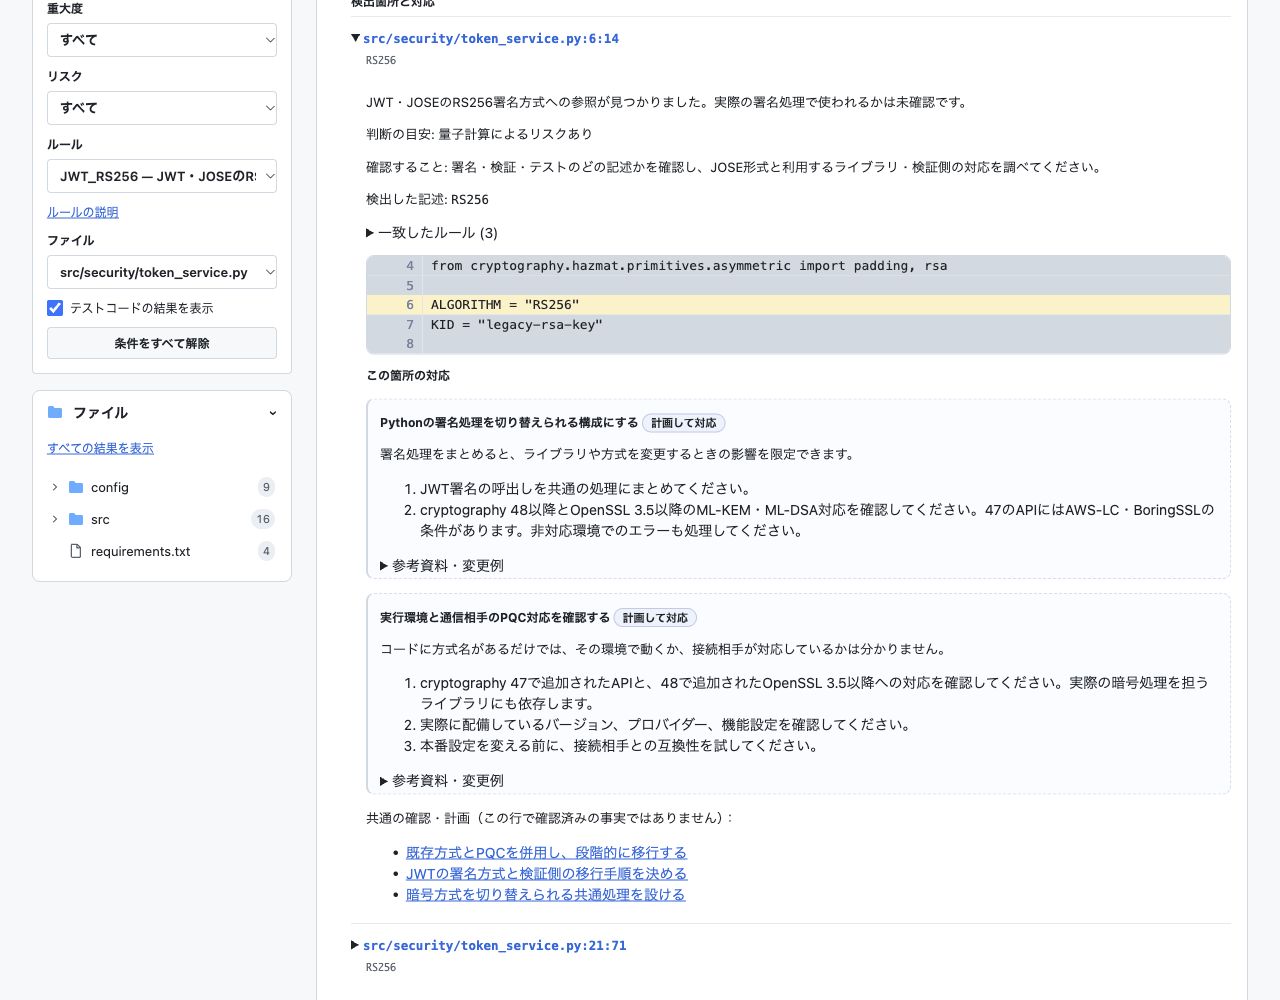 重大度
すべて
リスク
すべて
ルール
JWT_RS256 — JWT・JOSEのR
ルールの説明
ファイル
src/security/token_service.py
テストコードの結果を表示
条件をすべて解除
ファイル
すべての結果を表示
config 9
src 16
requirements.txt 4
検出箇所と対応
src/security/token_service.py:6:14
RS256
JWT・JOSEのRS256署名方式への参照が見つかりました。実際の署名処理で使われるかは未確認です。
判断の目安: 量子計算によるリスクあり
確認すること: 署名・検証・テストのどの記述かを確認し、JOSE形式と利用するライブラリ・検証側の対応を調べてください。
検出した記述: RS256
一致したルール (3)
4 from cryptography.hazmat.primitives.asymmetric import padding, rsa
5
6 ALGORITHM = "RS256"
7 KID = "legacy-rsa-key"
8
この箇所の対応
Pythonの署名処理を切り替えられる構成にする 計画して対応
署名処理をまとめると、ライブラリや方式を変更するときの影響を限定できます。
1. JWT署名の呼出しを共通の処理にまとめてください。
2. cryptography 48以降とOpenSSL 3.5以降のML-KEM・ML-DSA対応を確認してください。47のAPIにはAWS-LC・BoringSSLの
条件があります。非対応環境でのエラーも処理してください。
参考資料・変更例
実行環境と通信相手のPQC対応を確認する 計画して対応
コードに方式名があるだけでは、その環境で動くか、接続相手が対応しているかは分かりません。
1. cryptography 47で追加されたAPIと、48で追加されたOpenSSL 3.5以降への対応を確認してください。実際の暗号処理を担う
ライブラリにも依存します。
2. 実際に配備しているバージョン、プロバイダー、機能設定を確認してください。
3. 本番設定を変える前に、接続相手との互換性を試してください。
参考資料・変更例
共通の確認・計画（この行で確認済みの事実ではありません）:
• 既存方式とPQCを併用し、段階的に移行する
• JWTの署名方式と検証側の移行手順を決める
• 暗号方式を切り替えられる共通処理を設ける
src/security/token_service.py:21:71
RS256